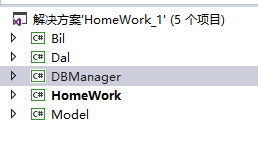 解决方案'HomeWork_1' (5 个项目)
C# Bil
C# Dal
C# DBManager
C# HomeWork
C# Model